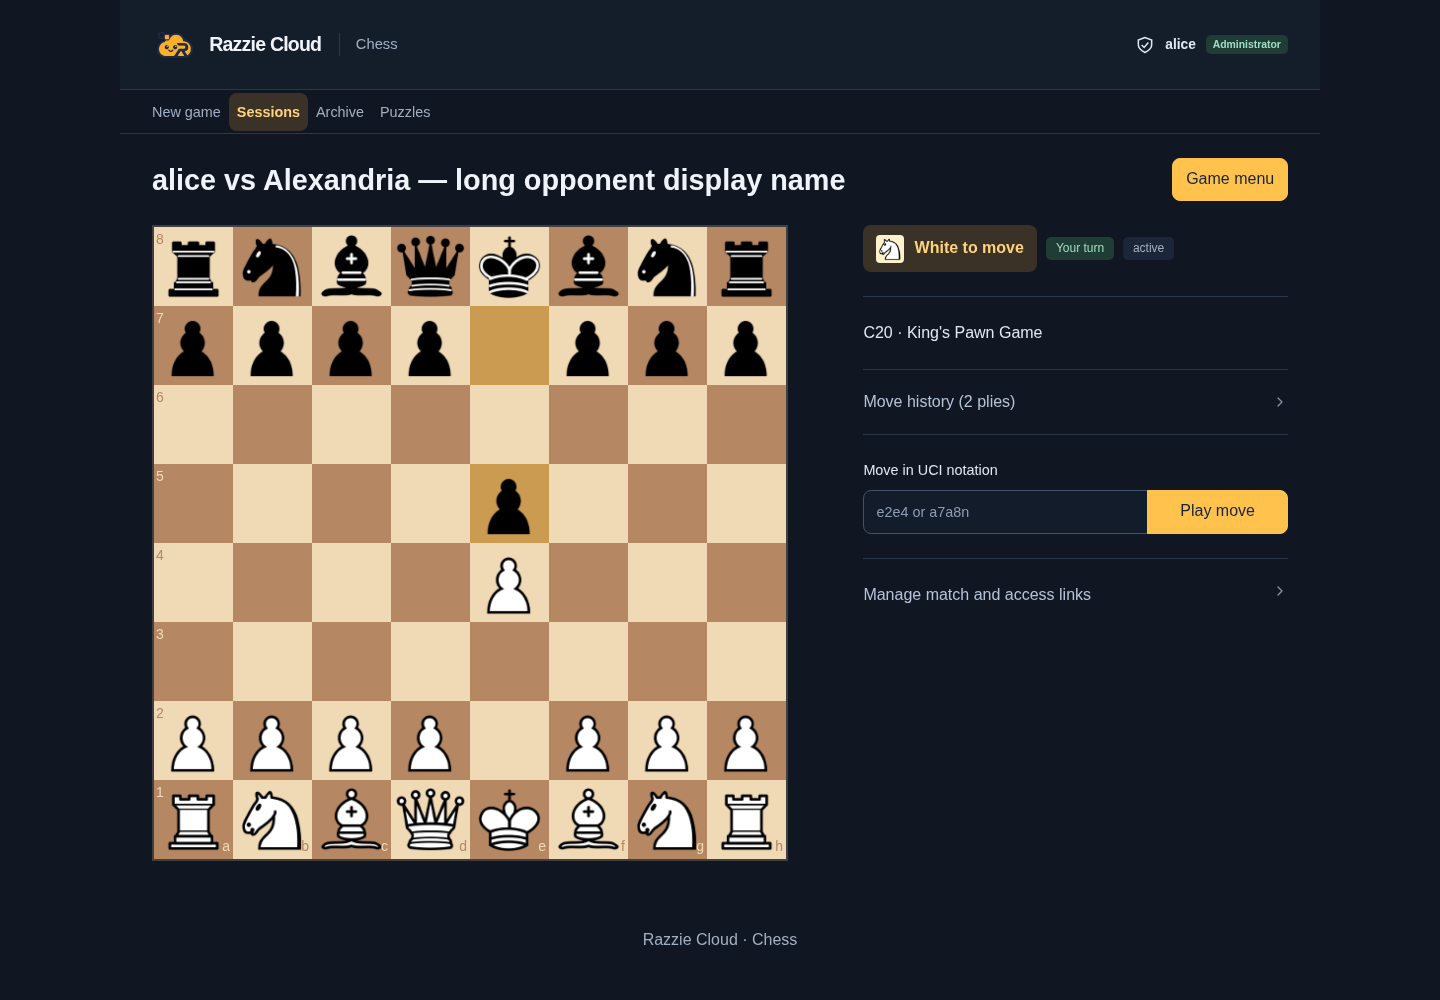 Razzie Cloud
Chess
alice
Administrator
New game
Sessions
Archive
Puzzles
alice vs Alexandria — long opponent display name
Game menu
8
7
6
5
4
3
2
1
a
b
c
d
e
f
g
h
White to move
Your turn
active
C20 · King's Pawn Game
Move history (2 plies)
Move in UCI notation
e2e4 or a7a8n
Play move
Manage match and access links
Razzie Cloud · Chess